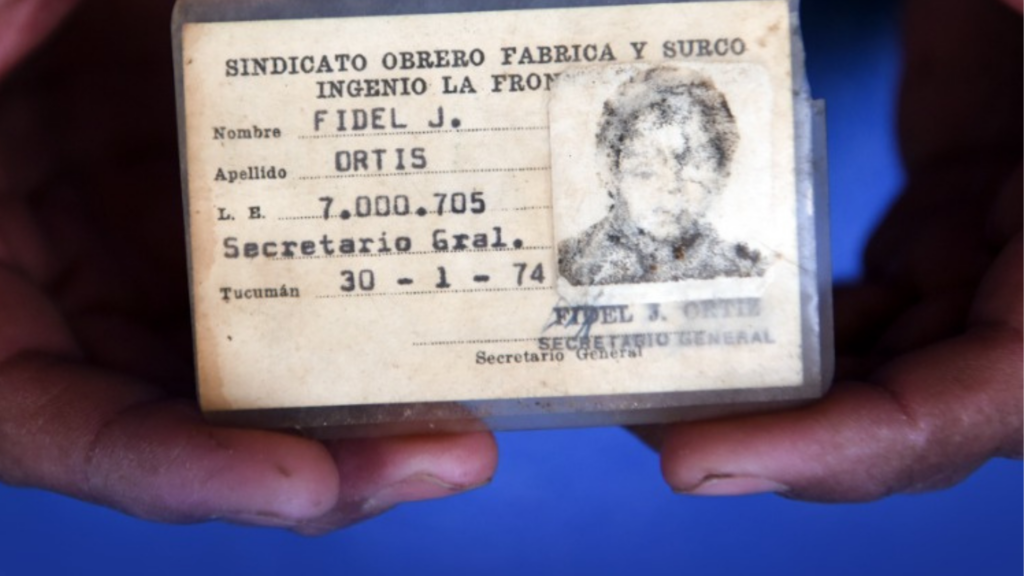 SINDICATO OBRERO FABRICA Y SURCO
INGENIO LA FRON
Nombre FIDEL J.
Apellido ORTIS
L. E. 7.000.705
Secretario Gral.
Tucumán 30 - 1 - 74
FIDEL J. ORTIZ
SECRETARIO GENERAL
Secretario General